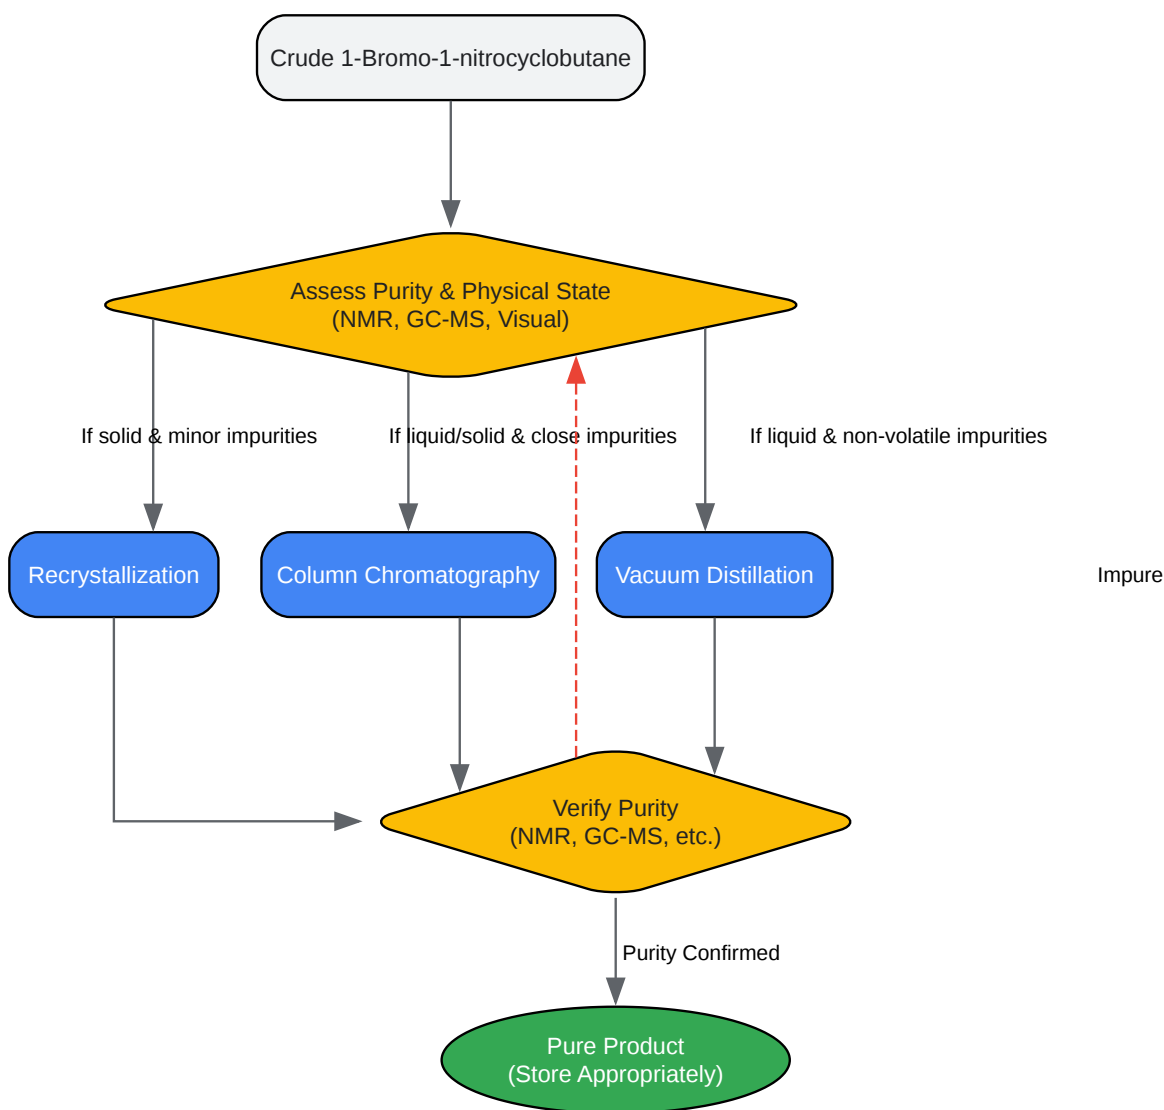 Crude 1-Bromo-1-nitrocyclobutane
Assess Purity & Physical State
(NMR, GC-MS, Visual)
If solid & minor impurities
If liquid/solid & close impurities
If liquid & non-volatile impurities
Recrystallization
Column Chromatography
Vacuum Distillation
Impure
Verify Purity
(NMR, GC-MS, etc.)
Purity Confirmed
Pure Product
(Store Appropriately)